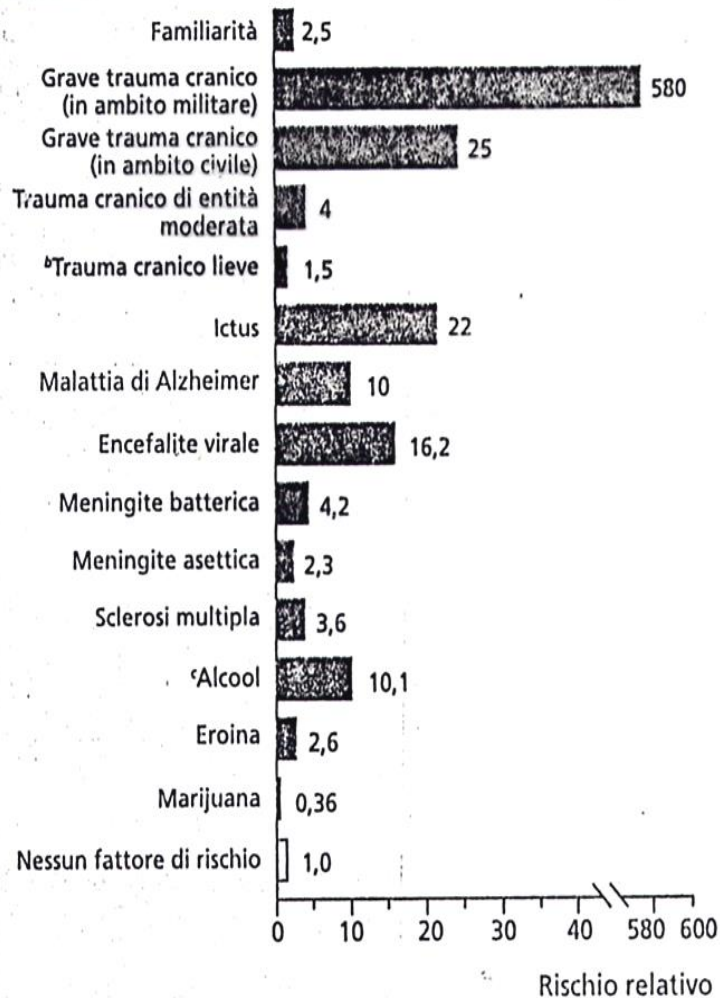 Familiarità 2,5
Grave trauma cranico
(in ambito militare) 580
Grave trauma cranico
(in ambito civile) 25
Trauma cranico di entità
moderata 4
ᵇTrauma cranico lieve 1,5
Ictus 22
Malattia di Alzheimer 10
Encefalite virale 16,2
Meningite batterica 4,2
Meningite asettica 2,3
Sclerosi multipla 3,6
ᶜAlcool 10,1
Eroina 2,6
Marijuana 0,36
Nessun fattore di rischio 1,0
0 10 20 30 40 580 600
Rischio relativo